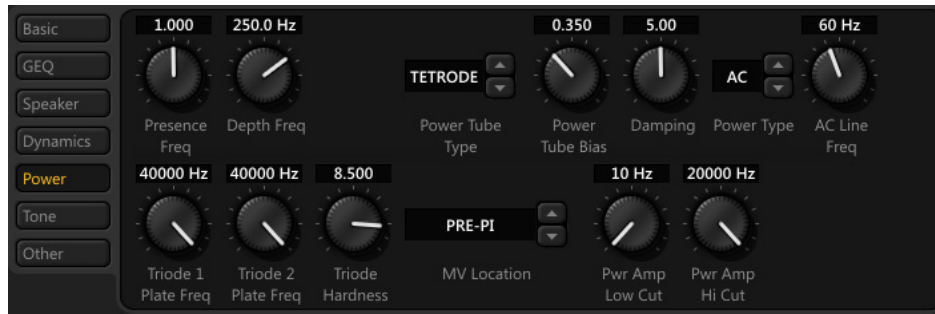 Basic
GEQ
Speaker
Dynamics
Power
Tone
Other
1.000 250.0 Hz 0.350 5.00 60 Hz
TETRODE AC
Presence Depth Freq Power Tube Power Damping Power Type AC Line
Freq Type Tube Bias Freq
40000 Hz 40000 Hz 8.500 10 Hz 20000 Hz
PRE-PI
Triode 1 Triode 2 Triode MV Location Pwr Amp Pwr Amp
Plate Freq Plate Freq Hardness Low Cut Hi Cut